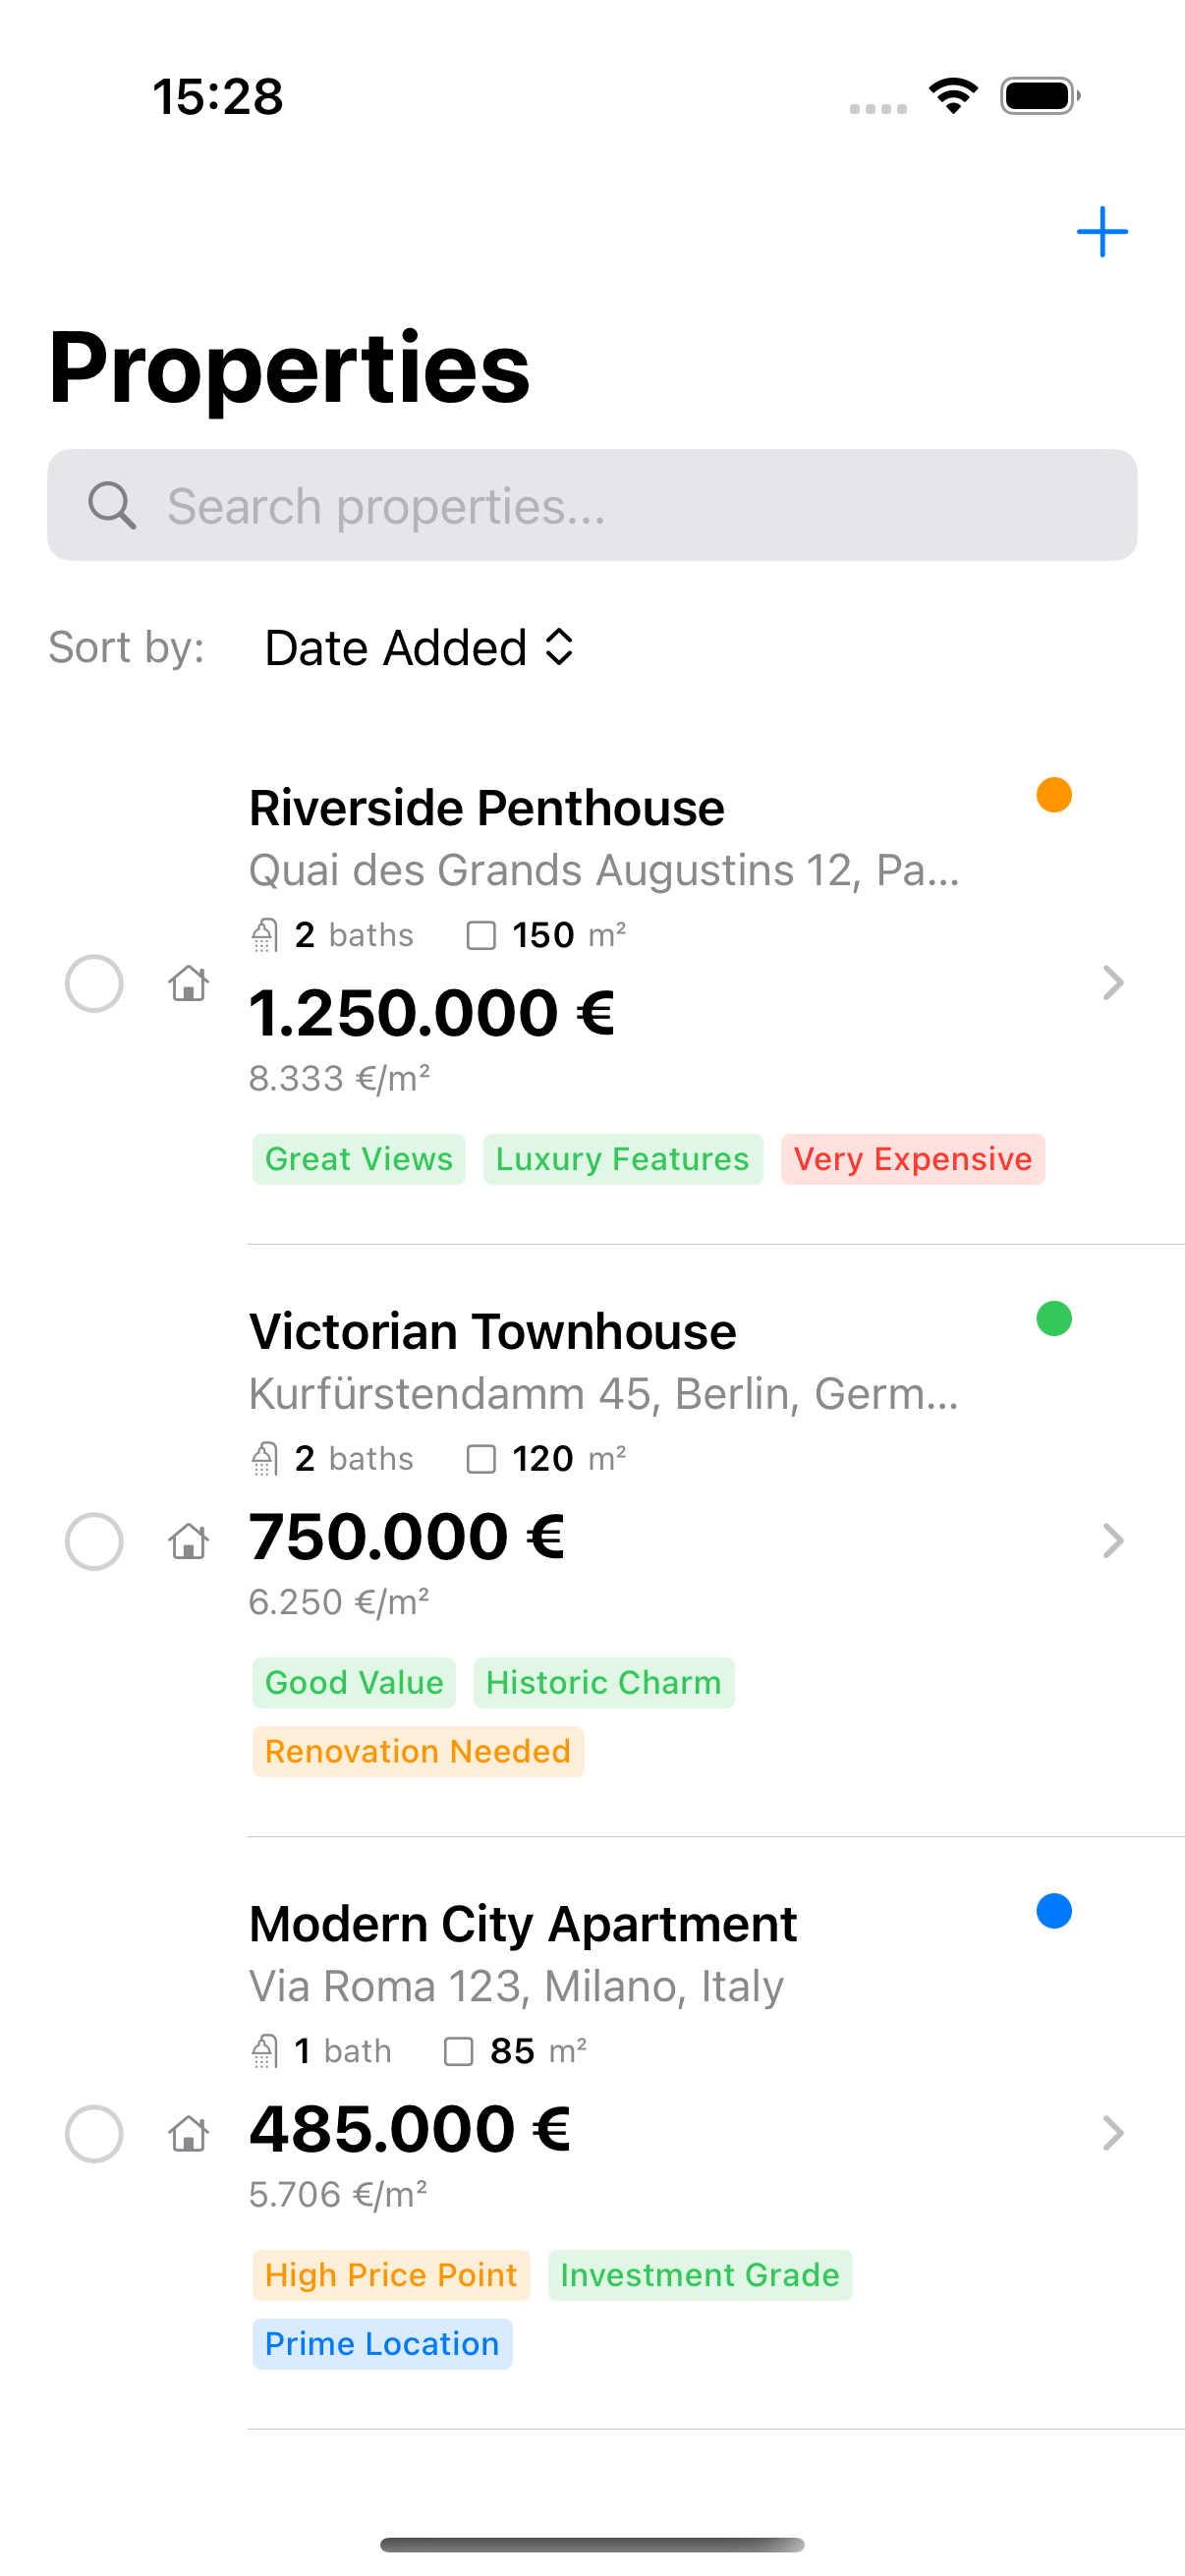 15:28
Properties
Search properties...
Sort by: Date Added
Riverside Penthouse
Quai des Grands Augustins 12, Pa...
2 baths 150 m²
1.250.000 €
8.333 €/m²
Great Views Luxury Features Very Expensive
Victorian Townhouse
Kurfürstendamm 45, Berlin, Germ...
2 baths 120 m²
750.000 €
6.250 €/m²
Good Value Historic Charm
Renovation Needed
Modern City Apartment
Via Roma 123, Milano, Italy
1 bath 85 m²
485.000 €
5.706 €/m²
High Price Point Investment Grade
Prime Location